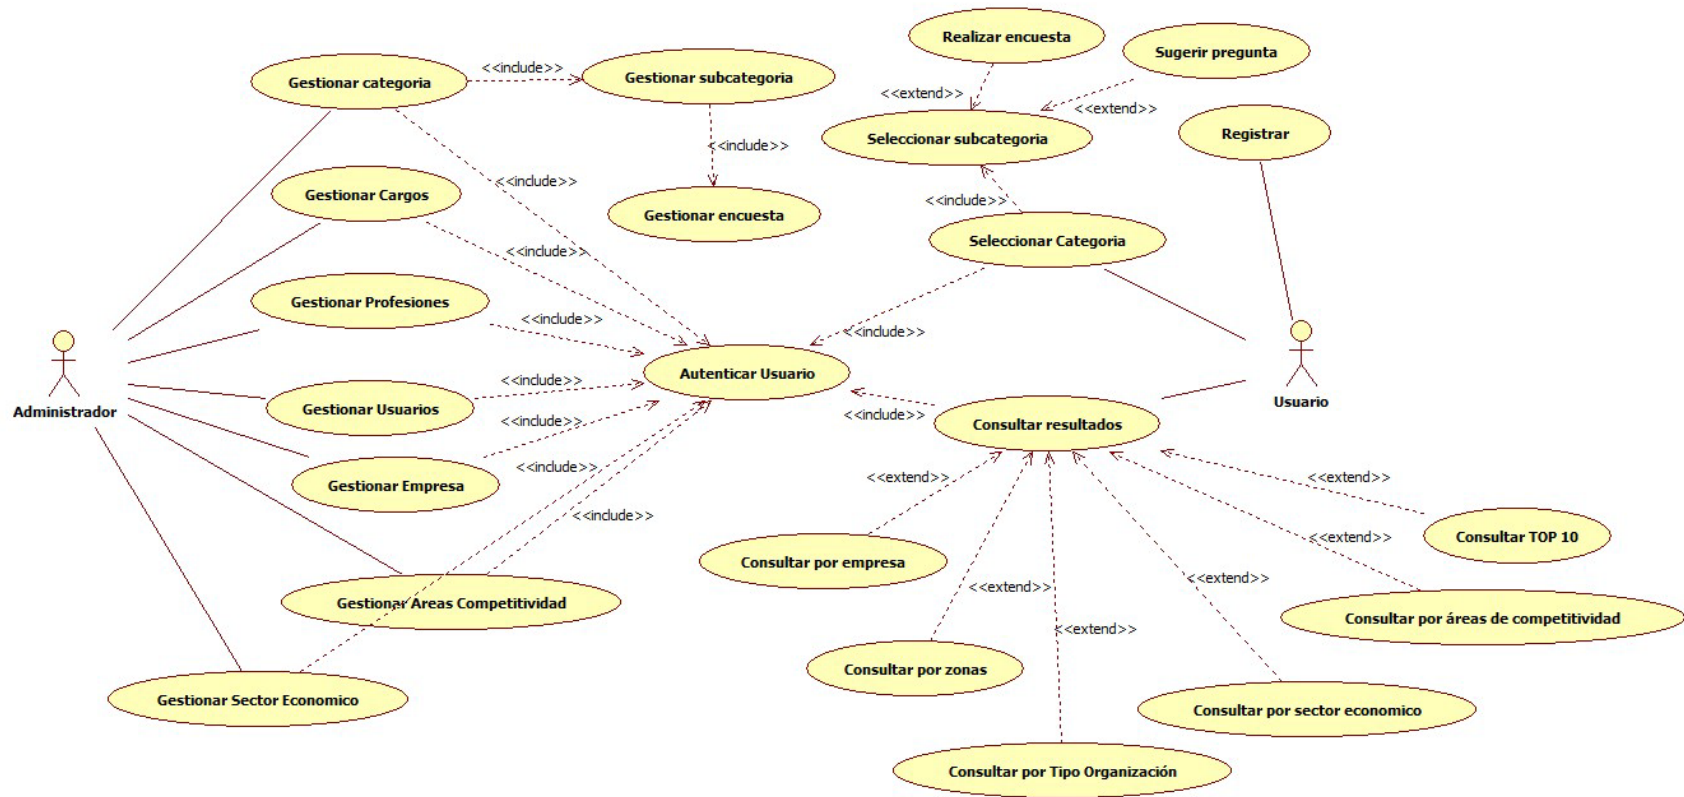 Realizar encuesta
Sugerir pregunta
<<include>>
Gestionar categoria
Gestionar subcategoria
<<extend>>
<<extend>>
Seleccionar subcategoria
Registrar
<<include>>
<<include>>
Gestionar Cargos
<<include>>
Gestionar encuesta
Seleccionar Categoria
<<include>>
Gestionar Profesiones
<<include>>
<<include>>
Autenticar Usuario
<<include>>
Administrador
Gestionar Usuarios
Usuario
<<include>>
Consultar resultados
<<include>>
<<include>>
<<extend>>
<<extend>>
Gestionar Empresa
<<include>>
Consultar TOP 10
<<extend>>
Consultar por empresa
<<extend>>
<<extend>>
Gestionar Areas Competitividad
Consultar por áreas de competitividad
<<extend>>
Consultar por zonas
Gestionar Sector Economico
Consultar por sector economico
Consultar por Tipo Organización